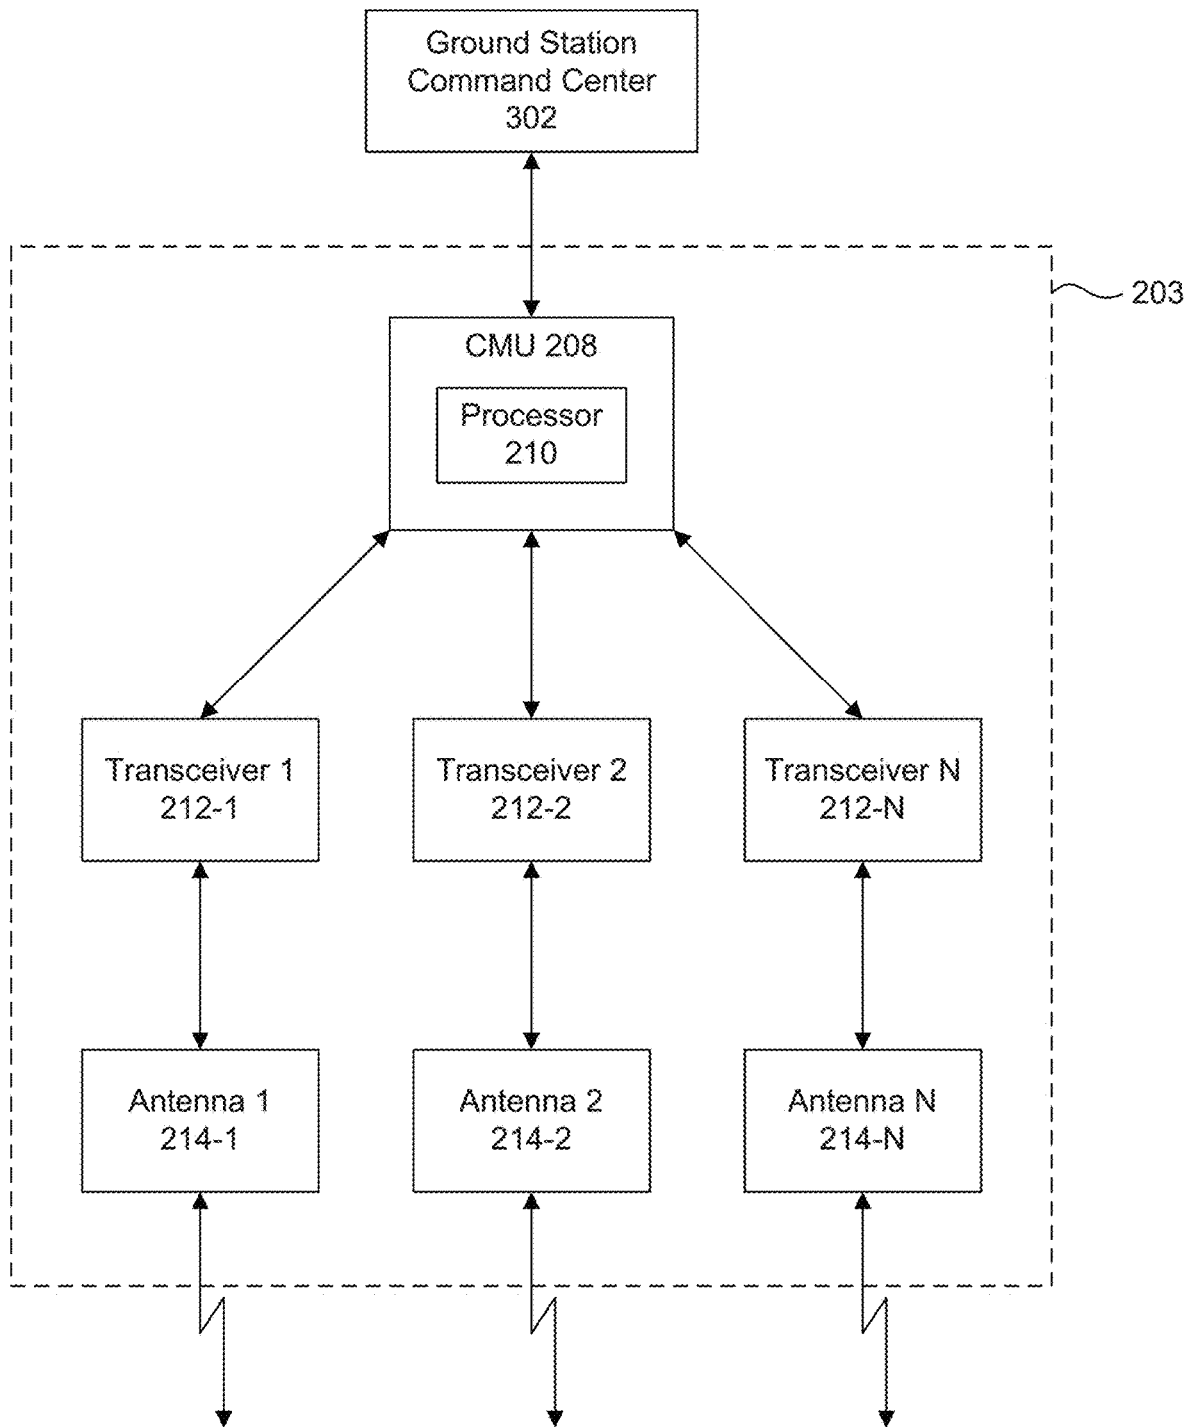 Ground Station
Command Center
302
203
CMU 208
Processor
210
Transceiver 1
212-1
Transceiver 2
212-2
Transceiver N
212-N
Antenna 1
214-1
Antenna 2
214-2
Antenna N
214-N